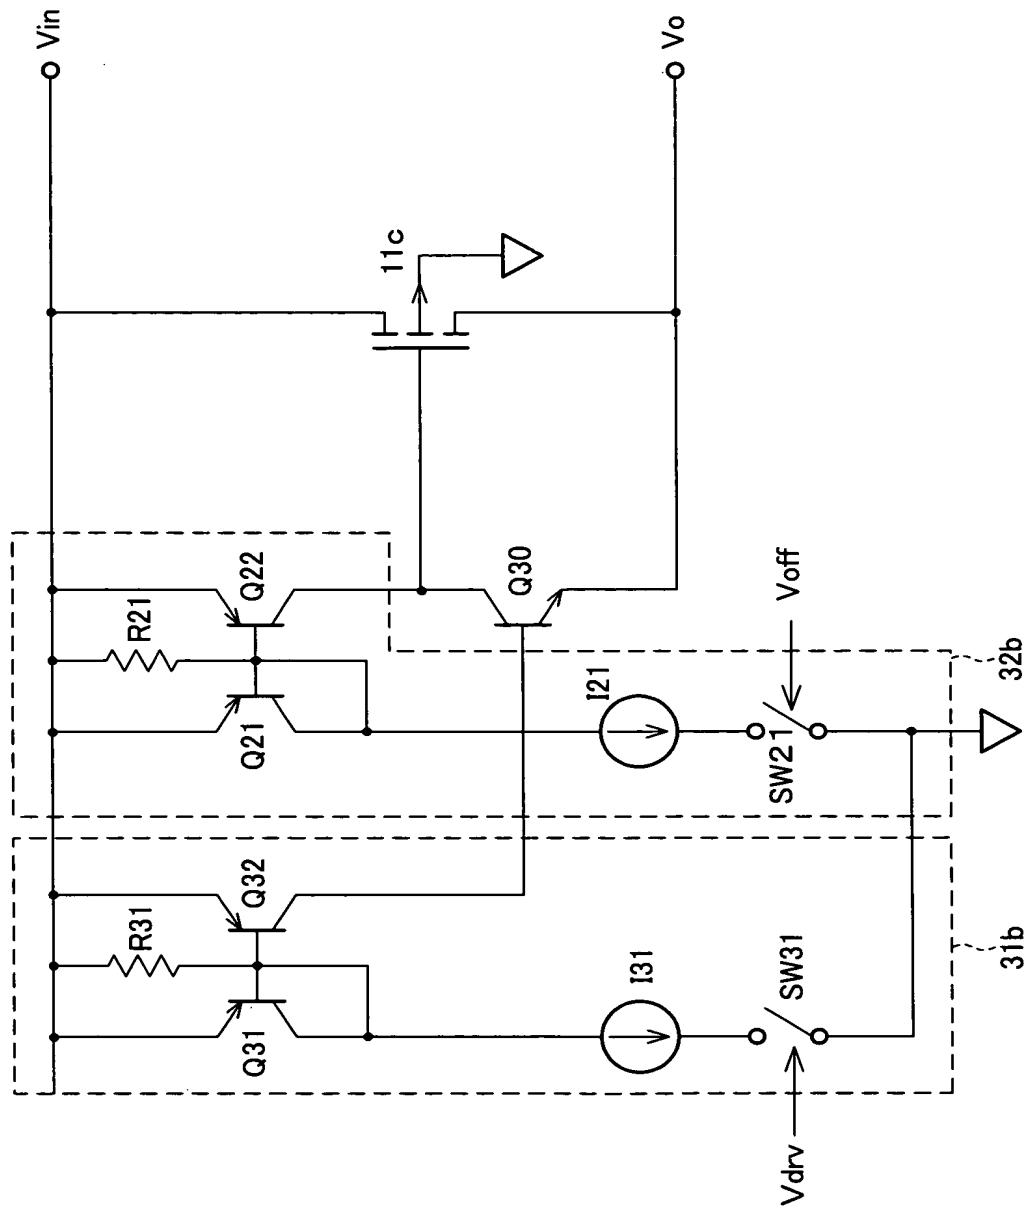 Vin
Vo
11c
Q22
R21
Q21
Q30
I21
Voff
SW21
32b
Q32
R31
Q31
I31
SW31
31b
Vdrv